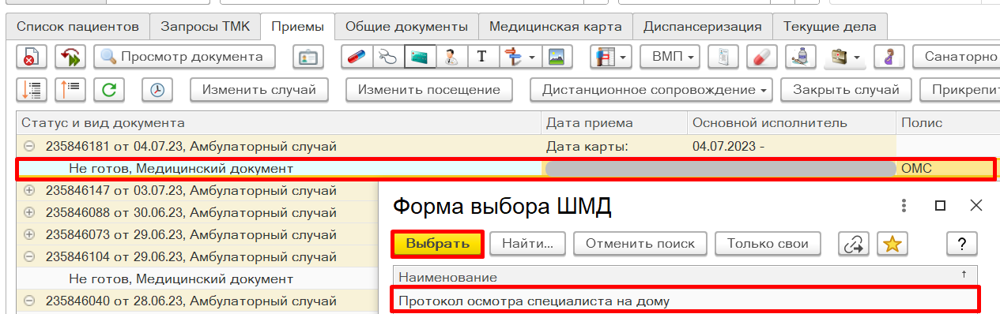 Список пациентов Запросы ТМК Приемы Общие документы Медицинская карта Диспансеризация Текущие дела
Просмотр документа T ВМП Санаторно
Изменить случай Изменить посещение Дистанционное сопровождение Закрыть случай Прикрепит
Статус и вид документа Дата приема Основной исполнитель Полис
235846181 от 04.07.23, Амбулаторный случай Дата карты: 04.07.2023 -
Не готов, Медицинский документ ОМС
235846147 от 03.07.23, Амбулаторный случай
235846088 от 30.06.23, Амбулаторный случай
235846073 от 29.06.23, Амбулаторный случай
235846104 от 29.06.23, Амбулаторный случай
Не готов, Медицинский документ
235846040 от 28.06.23, Амбулаторный случай
Форма выбора ШМД
Выбрать Найти... Отменить поиск Только свои ?
Наименование ↑
Протокол осмотра специалиста на дому